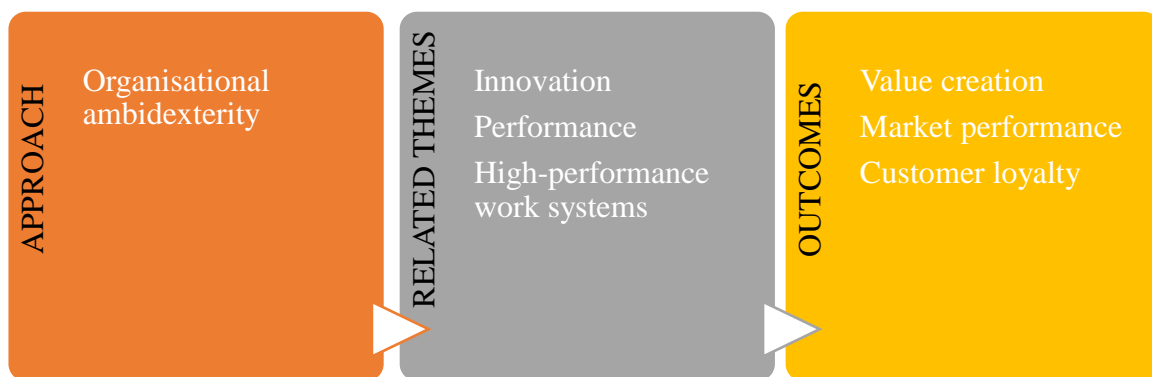 APPROACH
Organisational
ambidexterity
RELATED THEMES
Innovation
Performance
High-performance
work systems
OUTCOMES
Value creation
Market performance
Customer loyalty